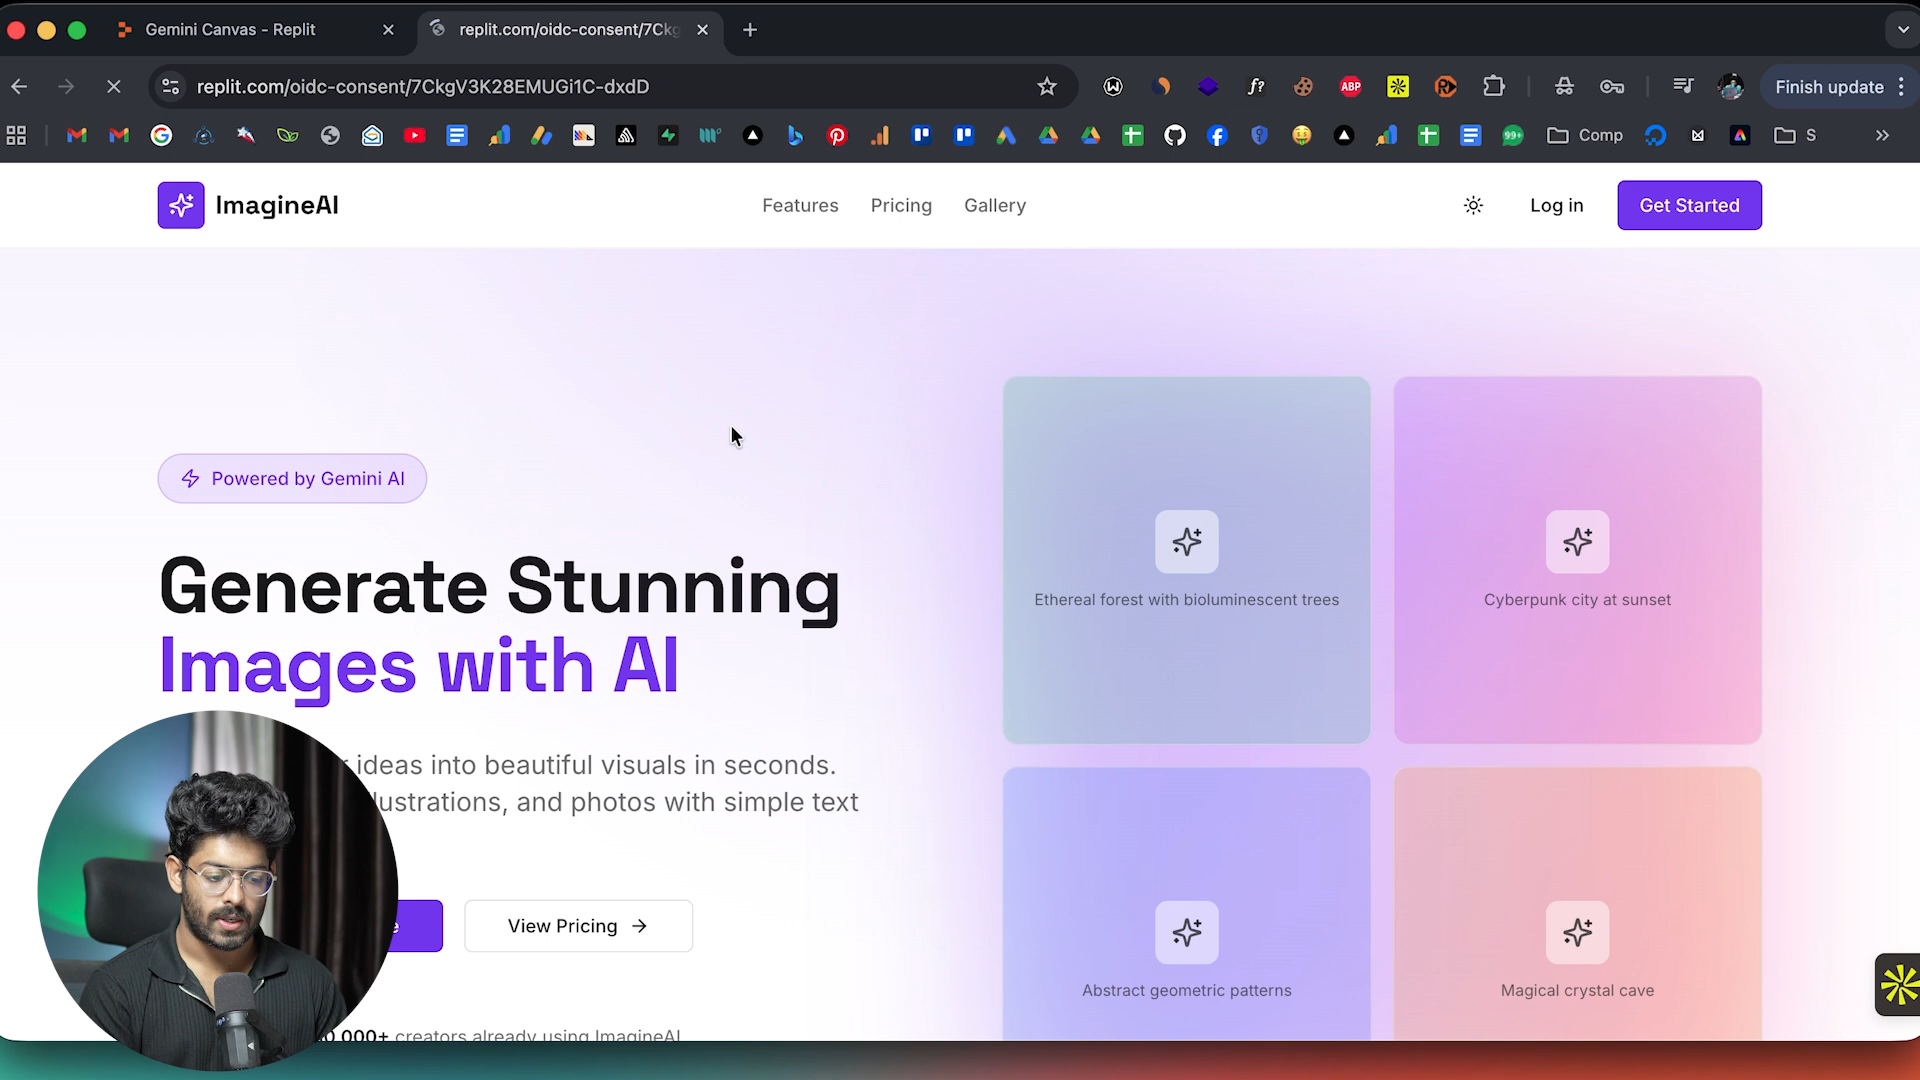 Gemini Canvas - Replit
replit.com/oidc-consent/7Ckg
replit.com/oidc-consent/7CkgV3K28EMUGi1C-dxdD
f?
ABP
Finish update
99+
Comp
S
ImagineAI
Features
Pricing
Gallery
Log in
Get Started
Powered by Gemini AI
Generate Stunning
Images with AI
ideas into beautiful visuals in seconds.
lustrations, and photos with simple text
View Pricing
000+ creators already using ImagineAI
Ethereal forest with bioluminescent trees
Cyberpunk city at sunset
Abstract geometric patterns
Magical crystal cave